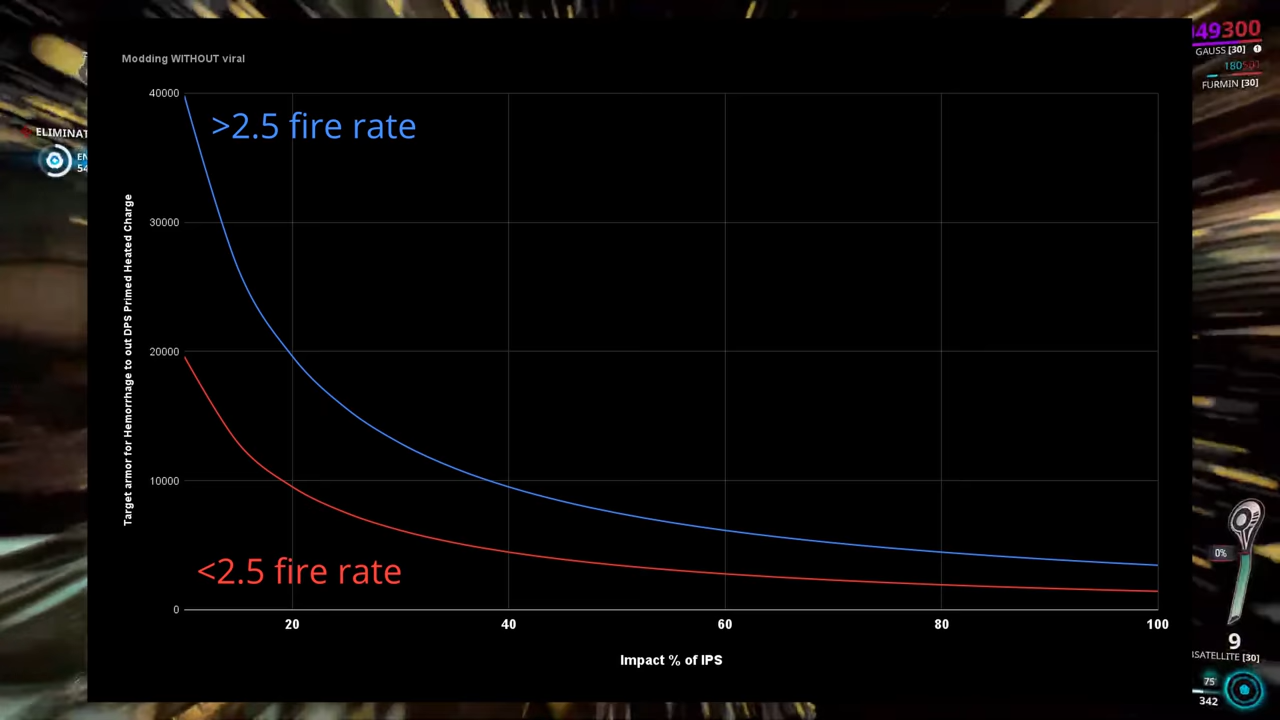 Modding WITHOUT viral
40000
30000
20000
10000
0
Target armor for Hemorrhage to out DPS Primed Heated Charge
>2.5 fire rate
<2.5 fire rate
20
40
60
80
100
Impact % of IPS
ELIMINAT
EN
54
49300
GAUSS [30]
FURMIN [30]
0%
9
SATELLITE [30]
75
342